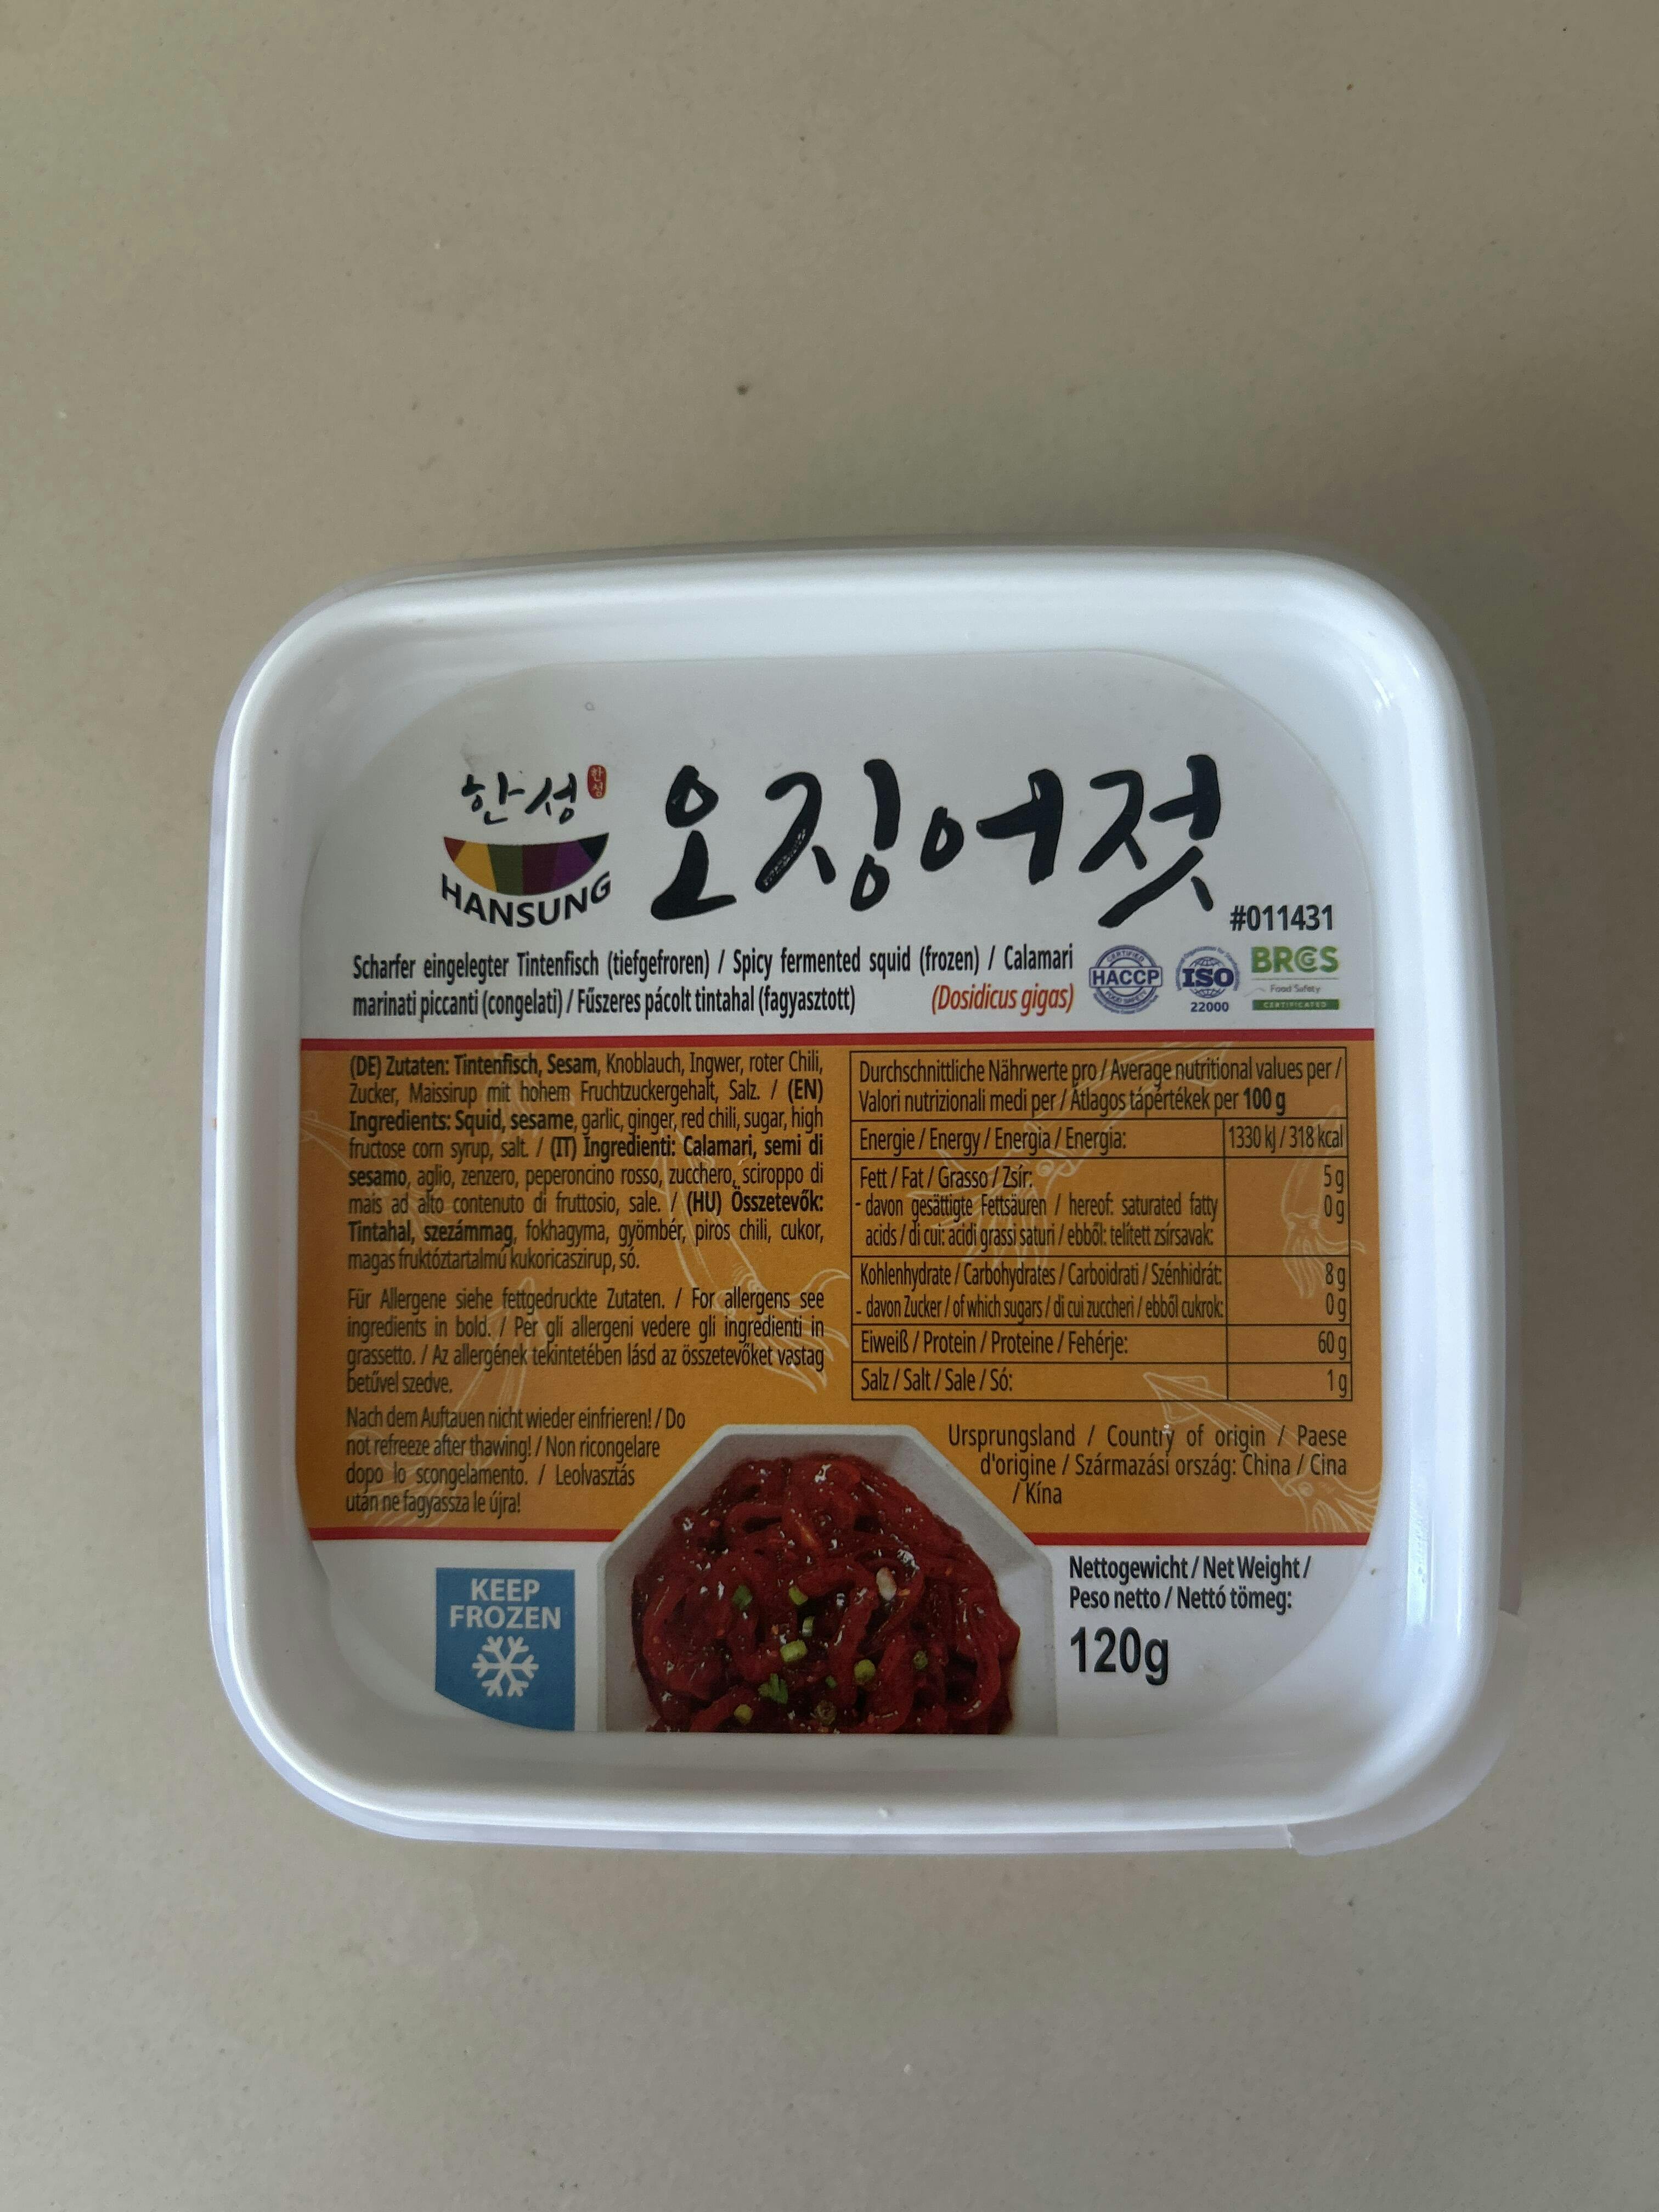 한성
한성
HANSUNG
오징어젓
#011431
Scharfer eingelegter Tintenfisch (tiefgefroren) / Spicy fermented squid (frozen) / Calamari
marinati piccanti (congelati) / Fűszeres pácolt tintahal (fagyasztott)
(Dosidicus gigas)
CERTIFIED
HACCP
FOOD SAFETY
ISO
22000
BRCGS
Food Safety
CERTIFICATED
(DE) Zutaten: Tintenfisch, Sesam, Knoblauch, Ingwer, roter Chili,
Zucker, Maissirup mit hohem Fruchtzuckergehalt, Salz. / (EN)
Ingredients: Squid, sesame, garlic, ginger, red chili, sugar, high
fructose corn syrup, salt. / (IT) Ingredienti: Calamari, semi di
sesamo, aglio, zenzero, peperoncino rosso, zucchero, sciroppo di
mais ad alto contenuto di fruttosio, sale. / (HU) Összetevők:
Tintahal, szezámmag, fokhagyma, gyömbér, piros chili, cukor,
magas fruktóztartalmú kukoricaszirup, só.
Für Allergene siehe fettgedruckte Zutaten. / For allergens see
ingredients in bold. / Per gli allergeni vedere gli ingredienti in
grassetto. / Az allergének tekintetében lásd az összetevőket vastag
betűvel szedve.
Nach dem Auftauen nicht wieder einfrieren! / Do
not refreeze after thawing! / Non ricongelare
dopo lo scongelamento. / Leolvasztás
után ne fagyassza le újra!
Durchschnittliche Nährwerte pro / Average nutritional values per /
Valori nutrizionali medi per / Átlagos tápértékek per 100 g
Energie / Energy / Energia / Energia: 1330 kJ / 318 kcal
Fett / Fat / Grasso / Zsír: 5 g
- davon gesättigte Fettsäuren / hereof: saturated fatty 0 g
acids / di cui: acidi grassi saturi / ebből: telített zsírsavak:
Kohlenhydrate / Carbohydrates / Carboidrati / Szénhidrát: 8 g
- davon Zucker / of which sugars / di cui zuccheri / ebből cukrok: 0 g
Eiweiß / Protein / Proteine / Fehérje: 60 g
Salz / Salt / Sale / Só: 1 g
Ursprungsland / Country of origin / Paese
d'origine / Származási ország: China / Cina
/ Kína
KEEP
FROZEN
Nettogewicht / Net Weight /
Peso netto / Nettó tömeg:
120g